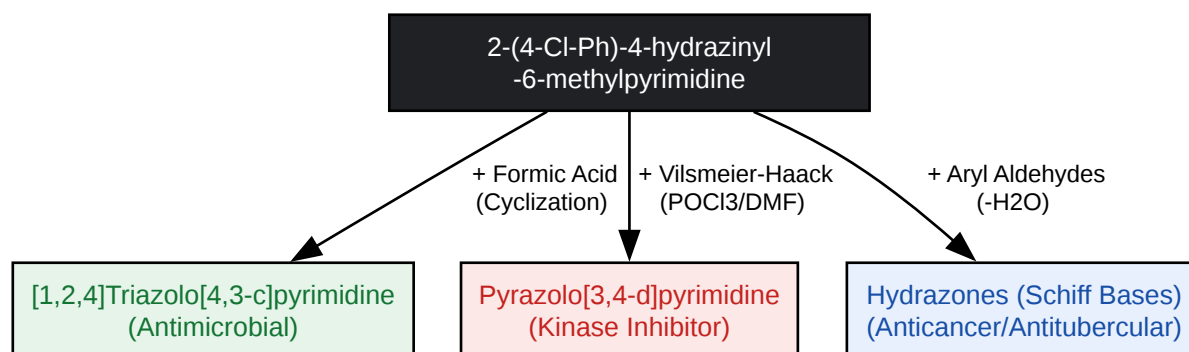 2-(4-Cl-Ph)-4-hydrazinyl
-6-methylpyrimidine
+ Formic Acid
(Cyclization)
+ Vilsmeier-Haack
(POCl3/DMF)
+ Aryl Aldehydes
(-H2O)
[1,2,4]Triazolo[4,3-c]pyrimidine
(Antimicrobial)
Pyrazolo[3,4-d]pyrimidine
(Kinase Inhibitor)
Hydrazones (Schiff Bases)
(Anticancer/Antitubercular)